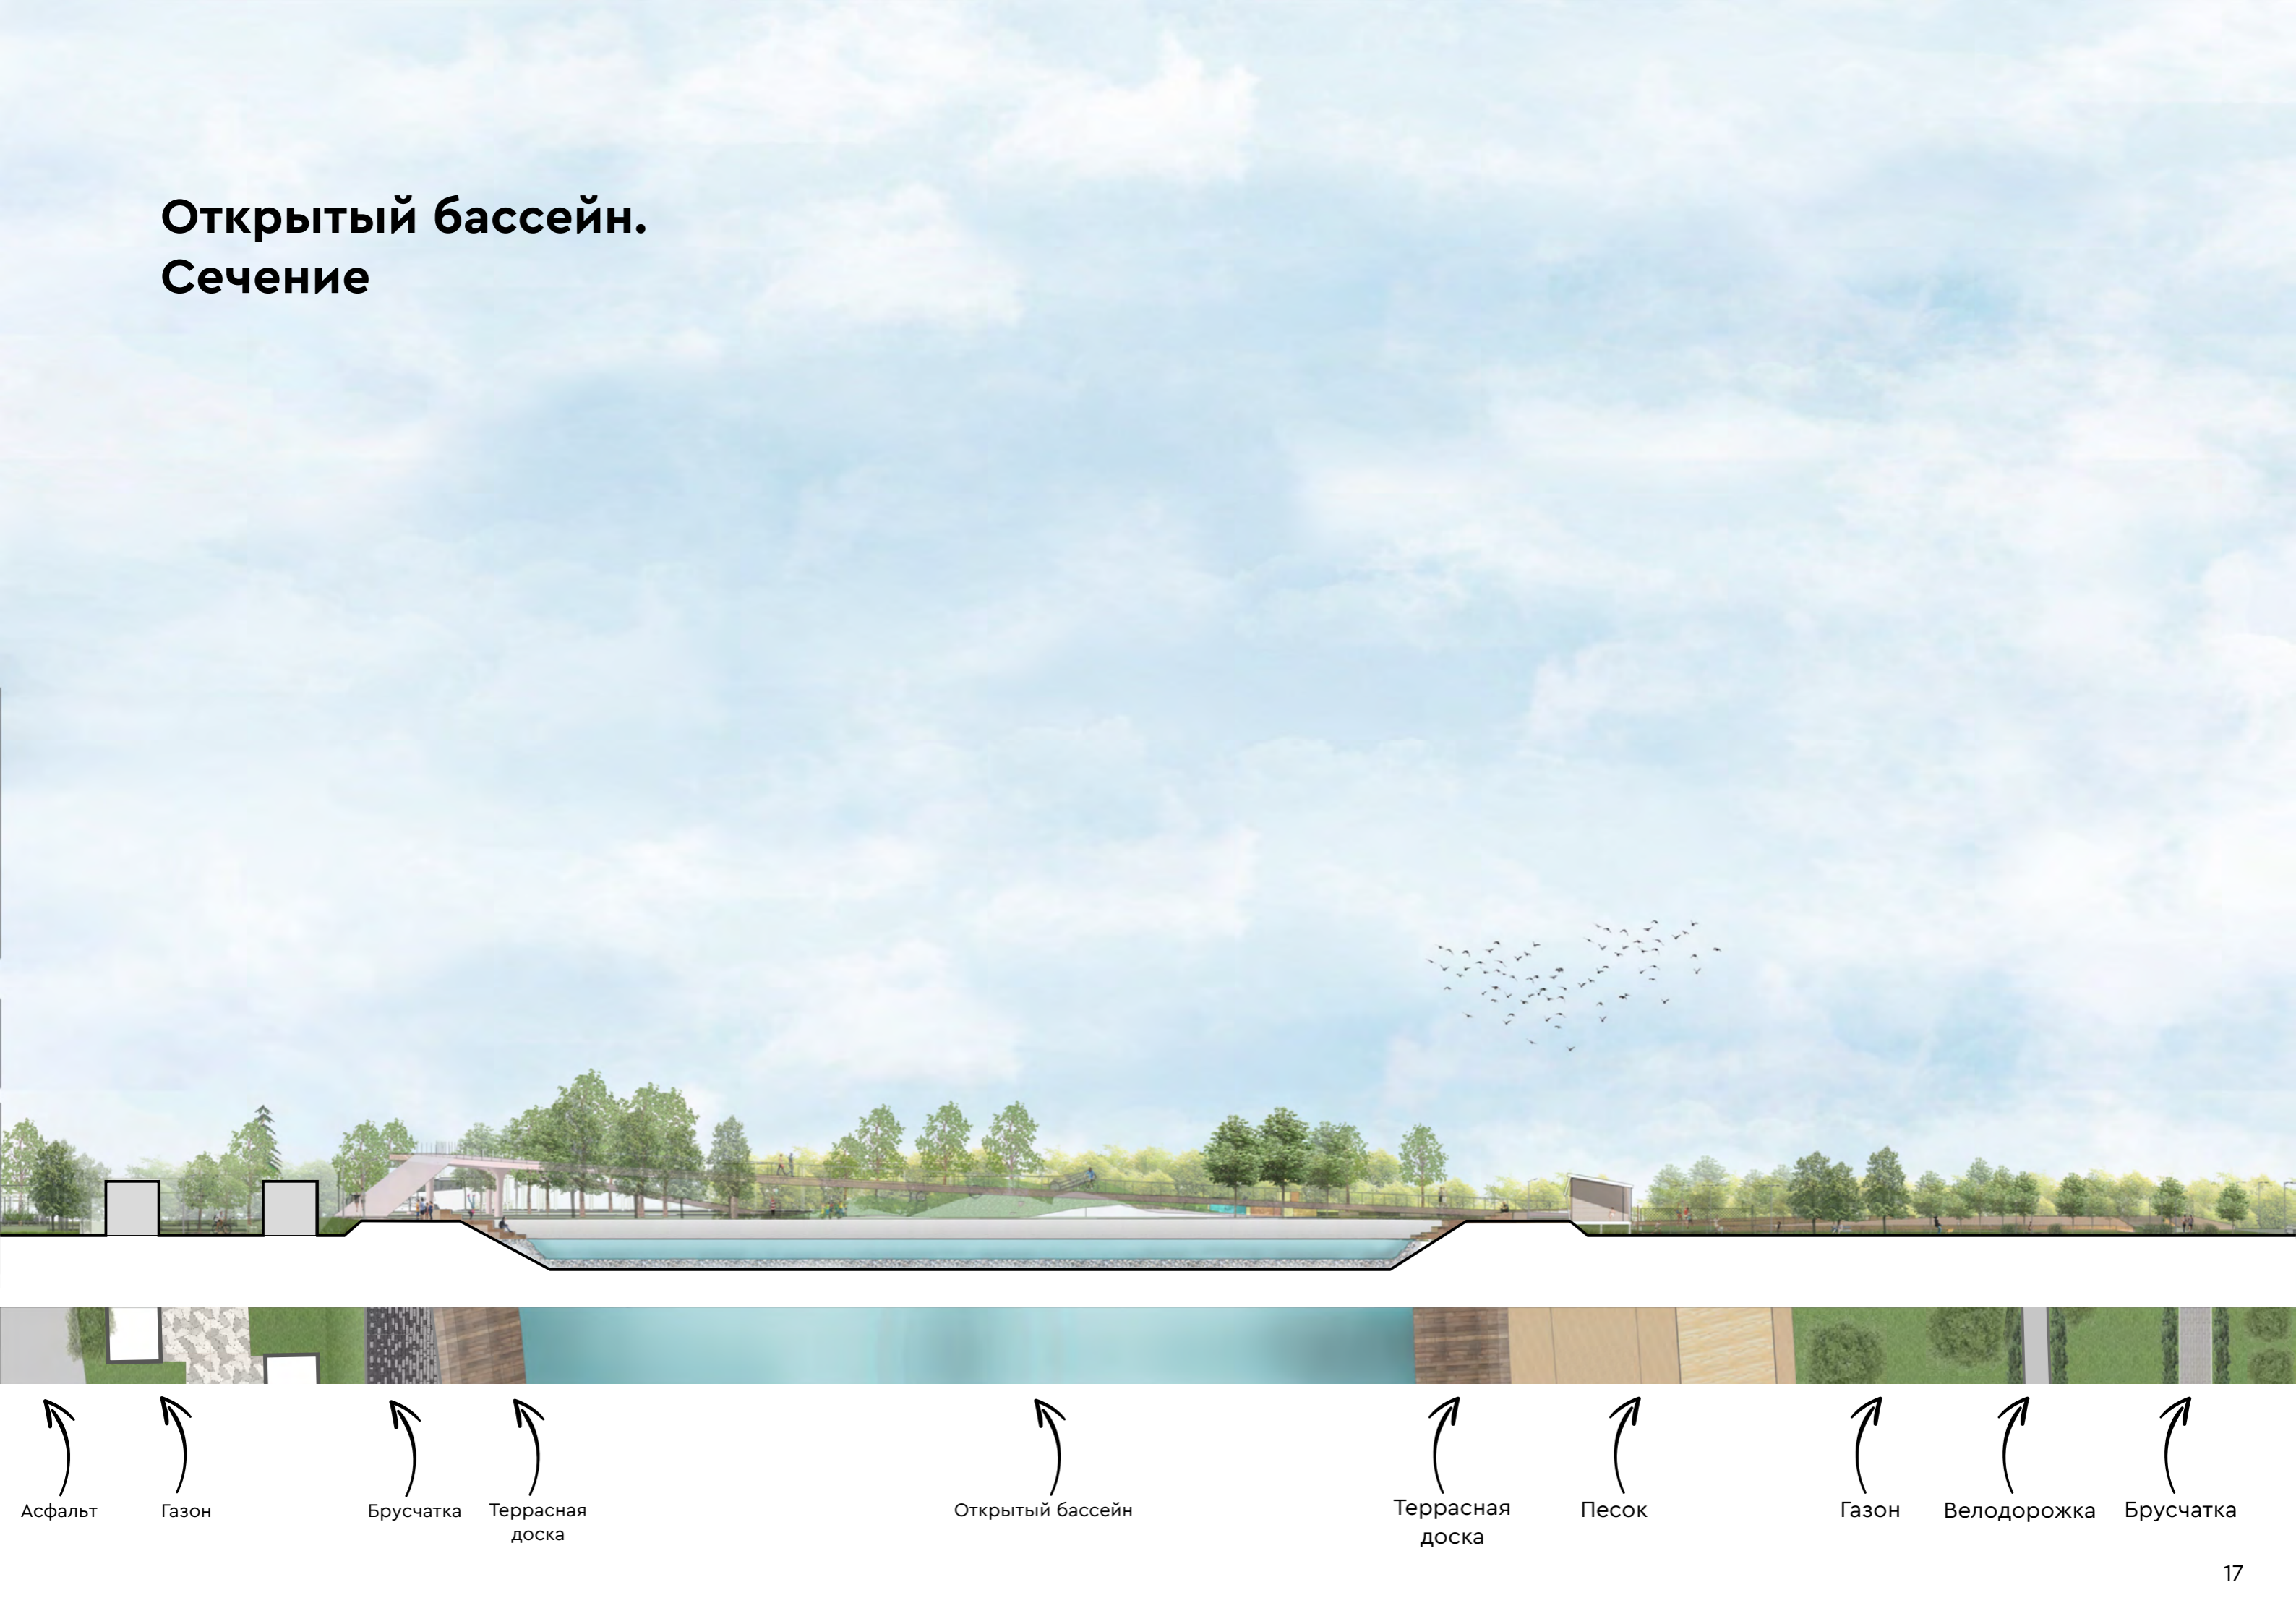 Открытый бассейн.
Сечение
Асфальт
Газон
Брусчатка
Террасная
доска
Открытый бассейн
Террасная
доска
Песок
Газон
Велодорожка
Брусчатка
17